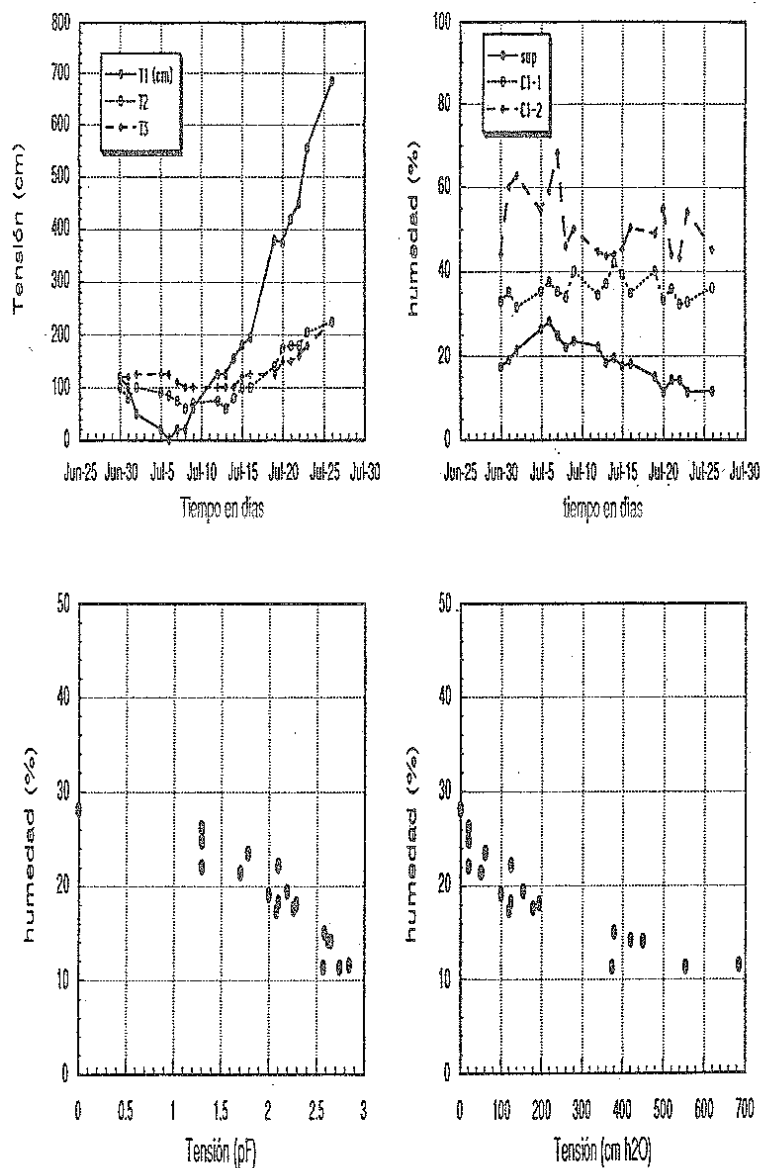 Tensión (cm)
800
700
600
500
400
300
200
100
0
T1 (cm)
T2
T3
Jun-25 Jun-30 Jul-5 Jul-10 Jul-15 Jul-20 Jul-25 Jul-30
Tiempo en días
humedad (%)
100
80
60
40
20
0
sup
C1-1
C1-2
Jun-25 Jun-30 Jul-5 Jul-10 Jul-15 Jul-20 Jul-25 Jul-30
tiempo en días
humedad (%)
50
40
30
20
10
0
0 0.5 1 1.5 2 2.5 3
Tensión (pF)
humedad (%)
50
40
30
20
10
0
0 100 200 300 400 500 600 700
Tensión (cm h2O)